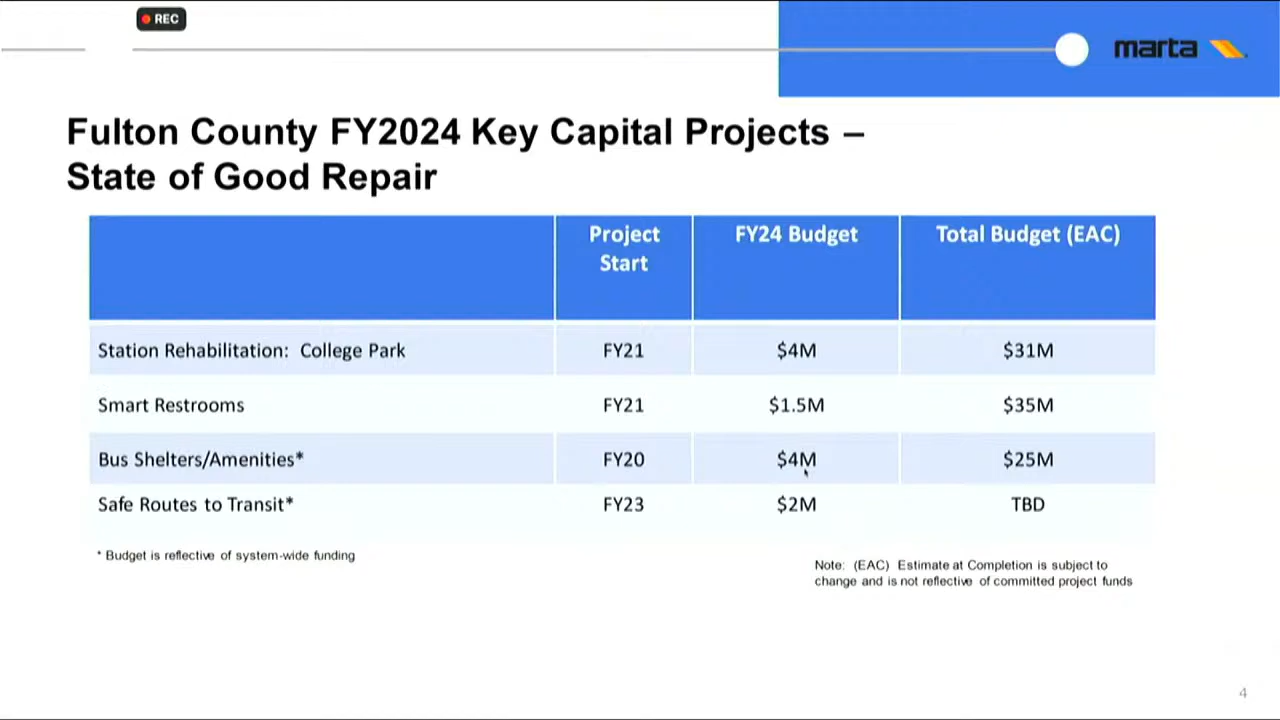 REC
marta
Fulton County FY2024 Key Capital Projects –
State of Good Repair
Project Start FY24 Budget Total Budget (EAC)
Station Rehabilitation: College Park FY21 $4M $31M
Smart Restrooms FY21 $1.5M $35M
Bus Shelters/Amenities* FY20 $4M $25M
Safe Routes to Transit* FY23 $2M TBD
* Budget is reflective of system-wide funding
Note: (EAC) Estimate at Completion is subject to
change and is not reflective of committed project funds
4